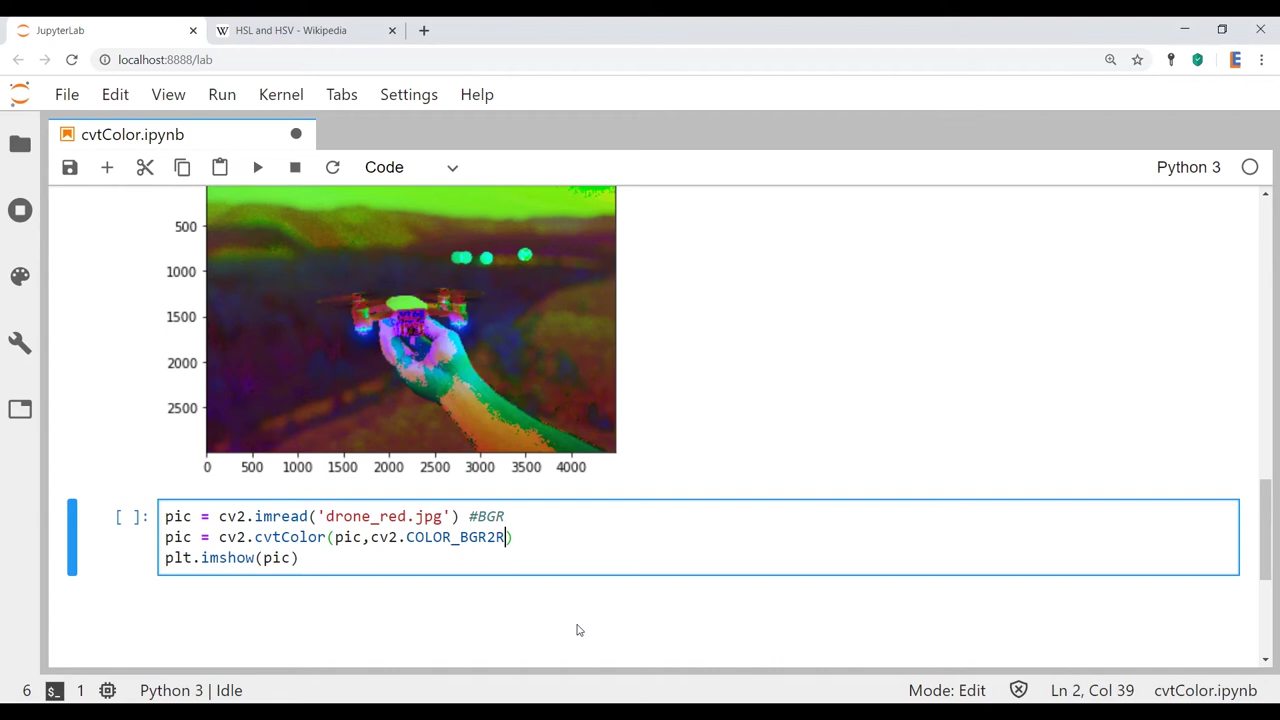 JupyterLab
HSL and HSV - Wikipedia
localhost:8888/lab
File Edit View Run Kernel Tabs Settings Help
cvtColor.ipynb
Code
Python 3
500
1000
1500
2000
2500
0 500 1000 1500 2000 2500 3000 3500 4000
[ ]:
pic = cv2.imread('drone_red.jpg') #BGR
pic = cv2.cvtColor(pic,cv2.COLOR_BGR2R)
plt.imshow(pic)
6 1 Python 3 | Idle Mode: Edit Ln 2, Col 39 cvtColor.ipynb